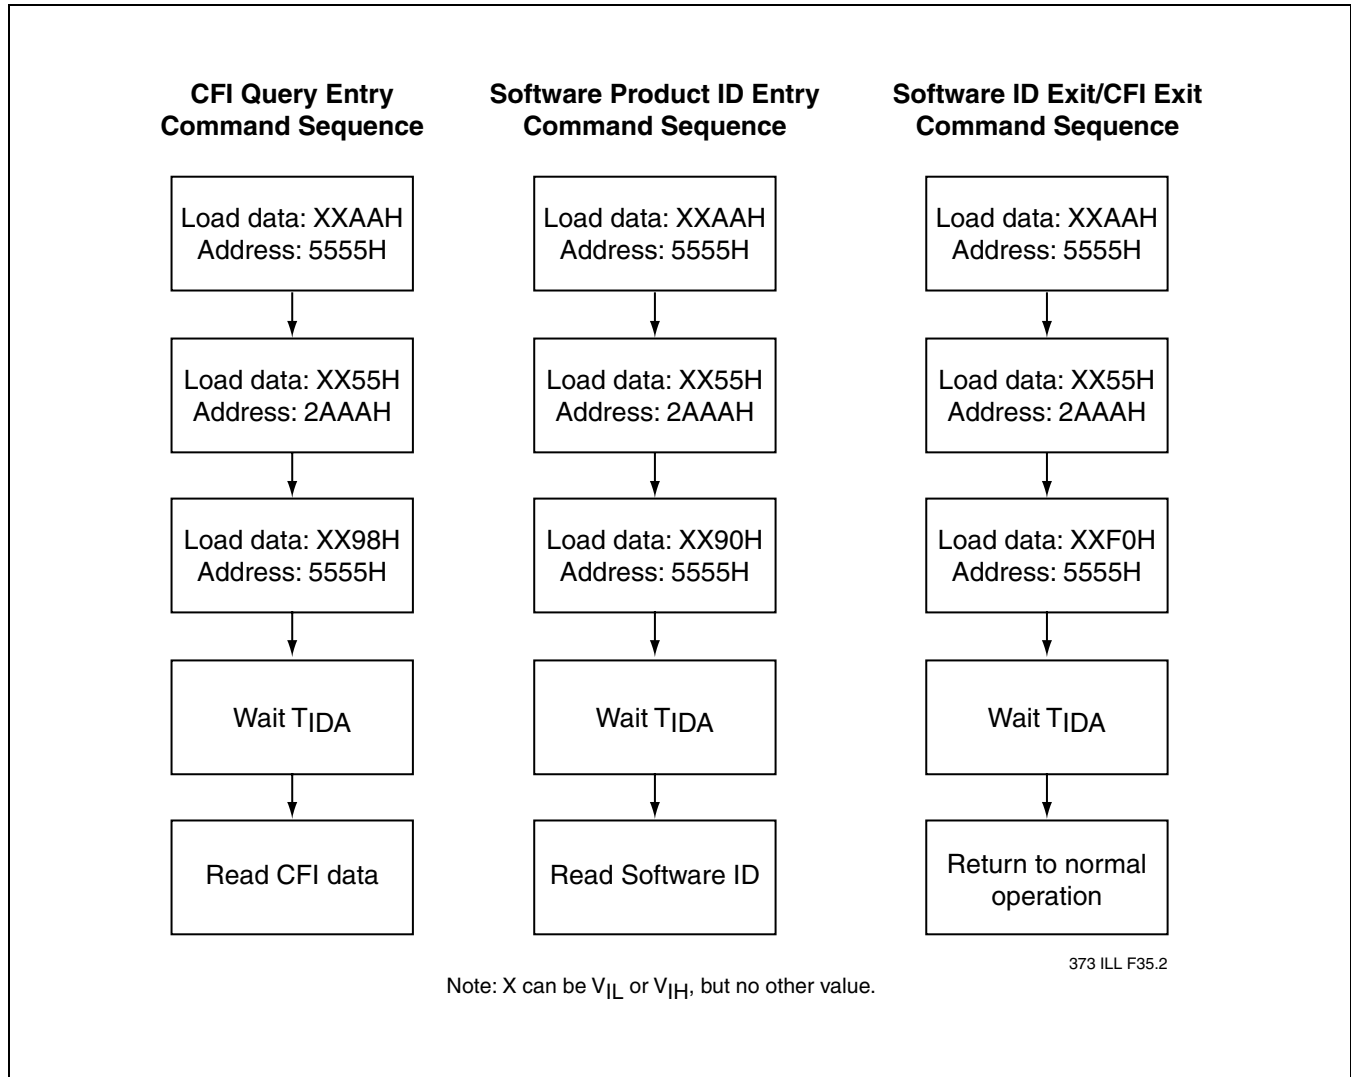 CFI Query Entry
Command Sequence
Load data: XXAAH
Address: 5555H
Load data: XX55H
Address: 2AAAH
Load data: XX98H
Address: 5555H
Wait TIDA
Read CFI data
Software Product ID Entry
Command Sequence
Load data: XXAAH
Address: 5555H
Load data: XX55H
Address: 2AAAH
Load data: XX90H
Address: 5555H
Wait TIDA
Read Software ID
Software ID Exit/CFI Exit
Command Sequence
Load data: XXAAH
Address: 5555H
Load data: XX55H
Address: 2AAAH
Load data: XXF0H
Address: 5555H
Wait TIDA
Return to normal
operation
373 ILL F35.2
Note: X can be VIL or VIH, but no other value.